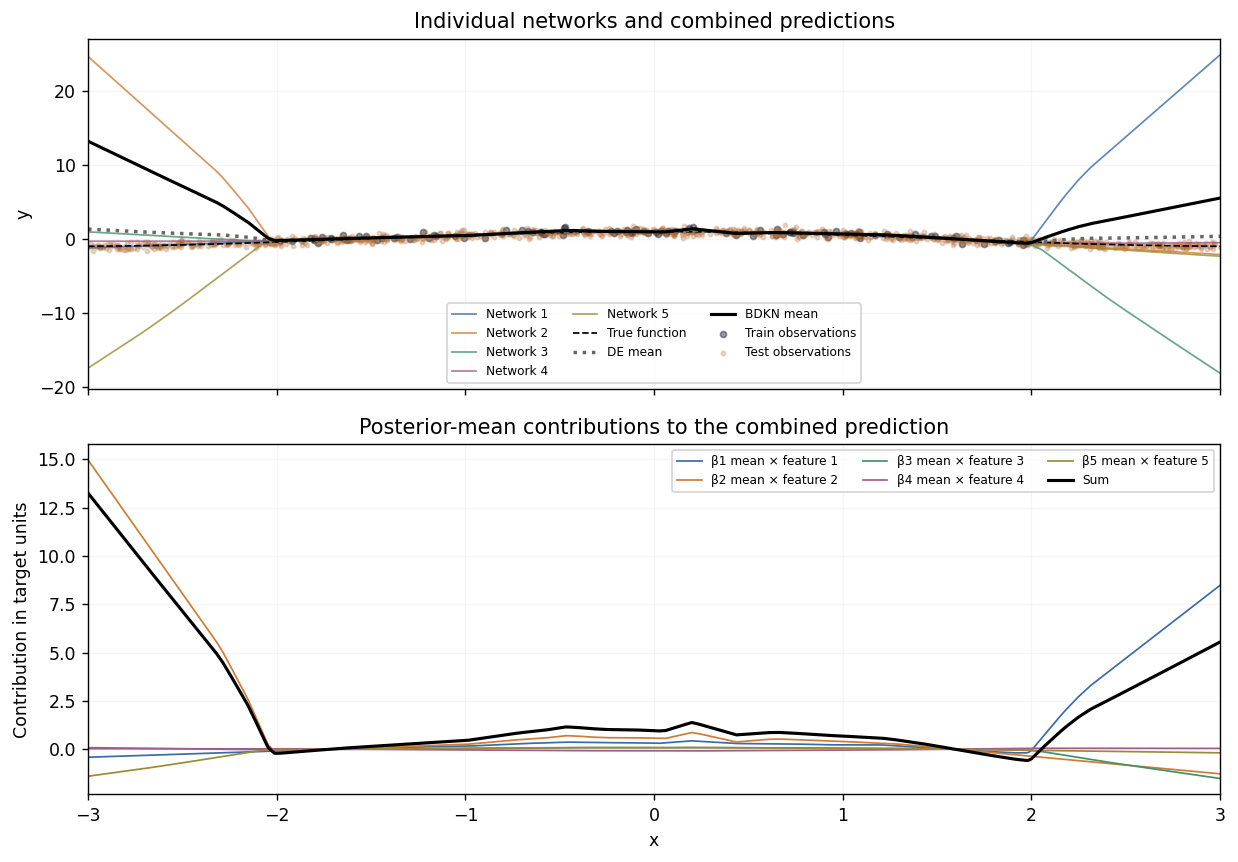 Individual networks and combined predictions
20
10
0
−10
−20
y
Network 1
Network 2
Network 3
Network 4
Network 5
True function
DE mean
BDKN mean
Train observations
Test observations
Posterior-mean contributions to the combined prediction
15.0
12.5
10.0
7.5
5.0
2.5
0.0
Contribution in target units
β1 mean × feature 1
β2 mean × feature 2
β3 mean × feature 3
β4 mean × feature 4
β5 mean × feature 5
Sum
−3 −2 −1 0 1 2 3
x